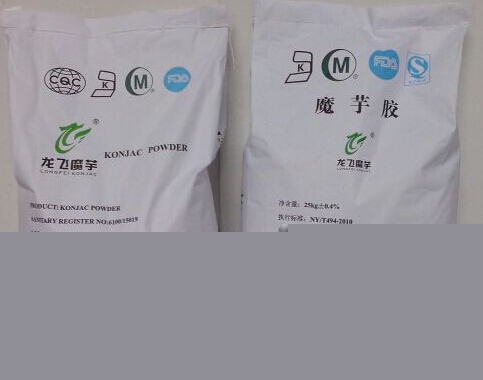 CQC
K
M
FDA
®
龙飞魔芋
LONGFEI KONJAC
KONJAC POWDER
PRODUCT: KONJAC POWDER
SANITARY REGISTER NO:6100/15019
K
M
FDA
S
魔芋胶
®
龙飞魔芋
LONGFEI KONJAC
净含量: 25kg±0.4%
执行标准: NY/T494-2010